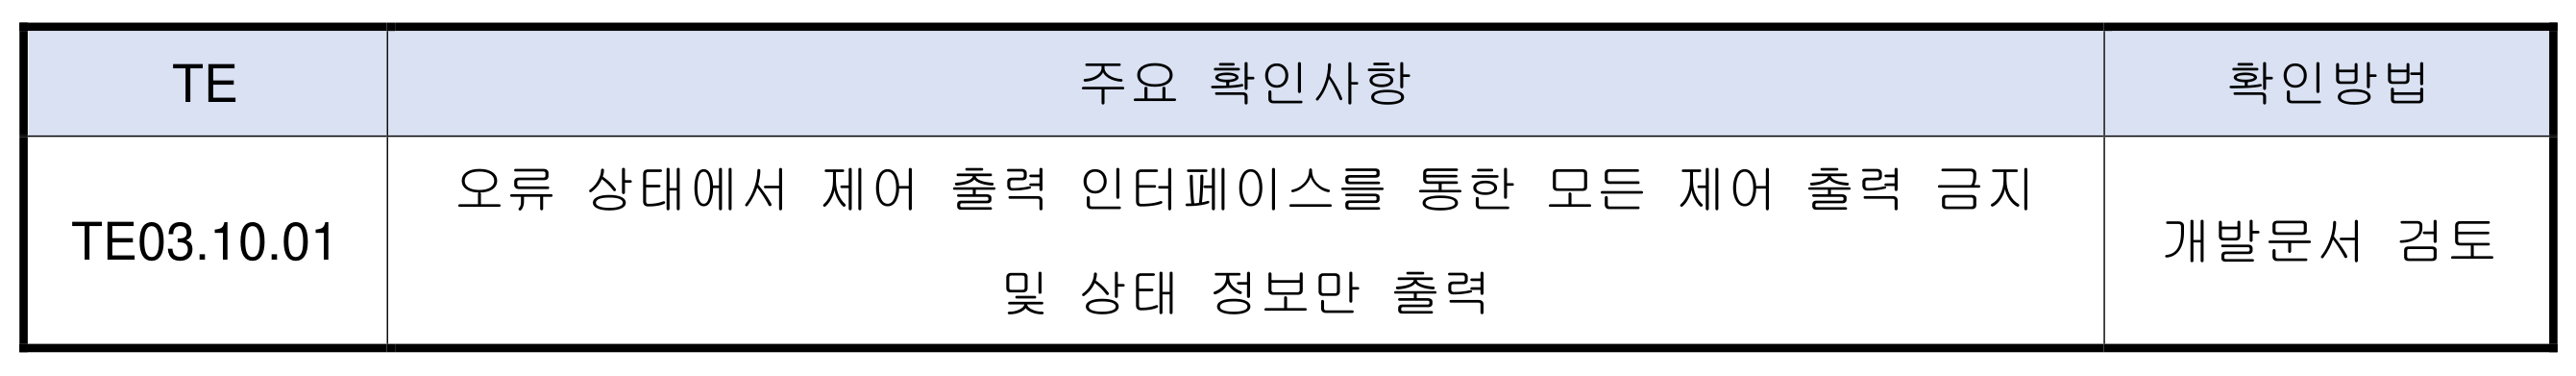 TE 주요 확인사항 확인방법
TE03.10.01 오류 상태에서 제어 출력 인터페이스를 통한 모든 제어 출력 금지
및 상태 정보만 출력 개발문서 검토